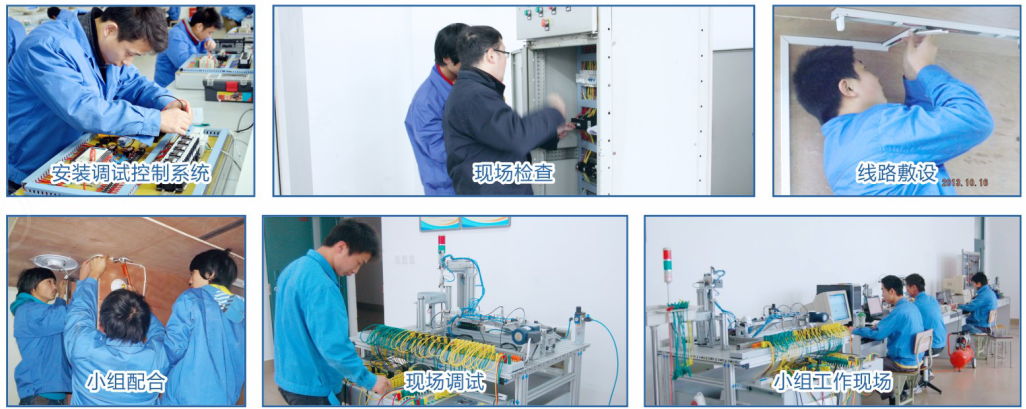 安装调试控制系统
现场检查
线路敷设
2013.10.16
小组配合
现场调试
小组工作现场